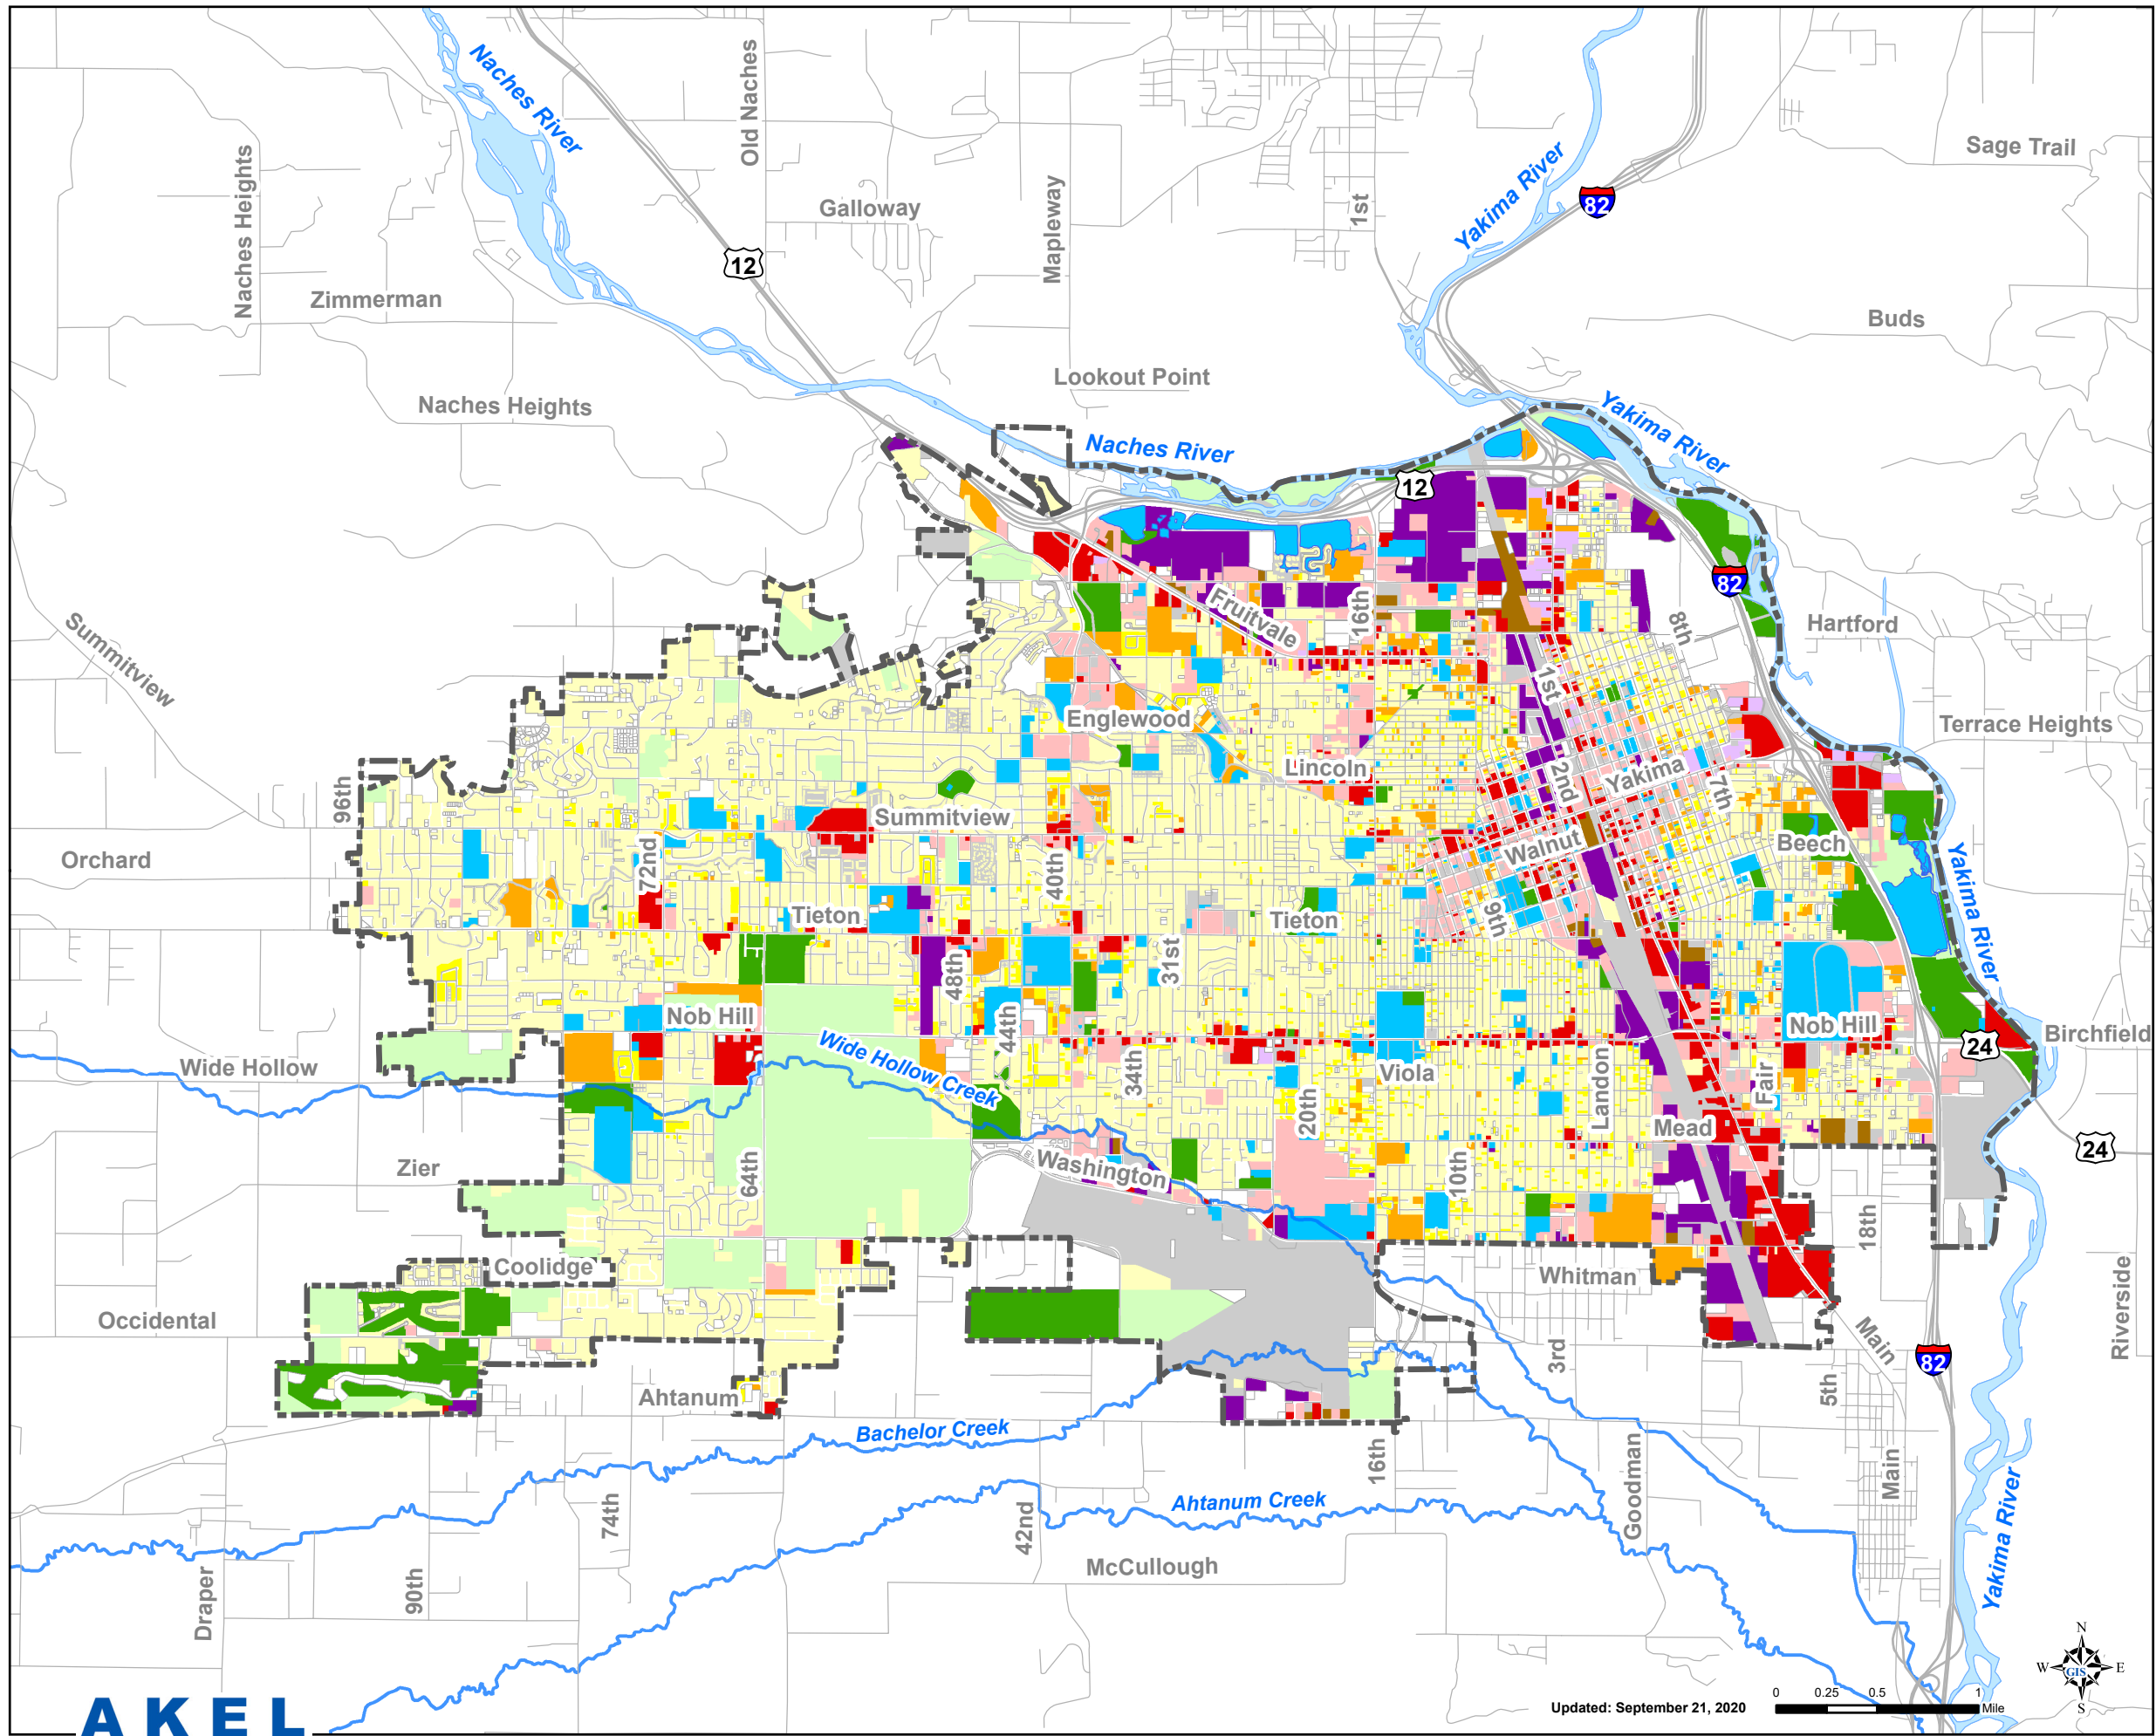 Naches River
Old Naches
Naches Heights
Galloway
Mapleway
1st
Yakima River
82
Sage Trail
12
Zimmerman
Buds
Lookout Point
Naches Heights
Naches River
Yakima River
12
82
Hartford
Summitview
Fruitvale
16th
8th
1st
Englewood
Terrace Heights
Lincoln
2nd
Yakima
7th
96th
Summitview
Walnut
Beech
Orchard
72nd
40th
Yakima River
Tieton
Tieton
9th
48th
31st
Nob Hill
44th
Nob Hill
Birchfield
24
Wide Hollow
Wide Hollow Creek
34th
Viola
Landon
Fair
20th
Mead
24
Zier
64th
Washington
10th
18th
Coolidge
Whitman
Riverside
Occidental
3rd
Main
82
Ahtanum
5th
Bachelor Creek
16th
Goodman
Main
Ahtanum Creek
74th
42nd
Yakima River
McCullough
Draper
90th
N
W GIS E
S
Updated: September 21, 2020
0 0.25 0.5 1
Mile
AKEL